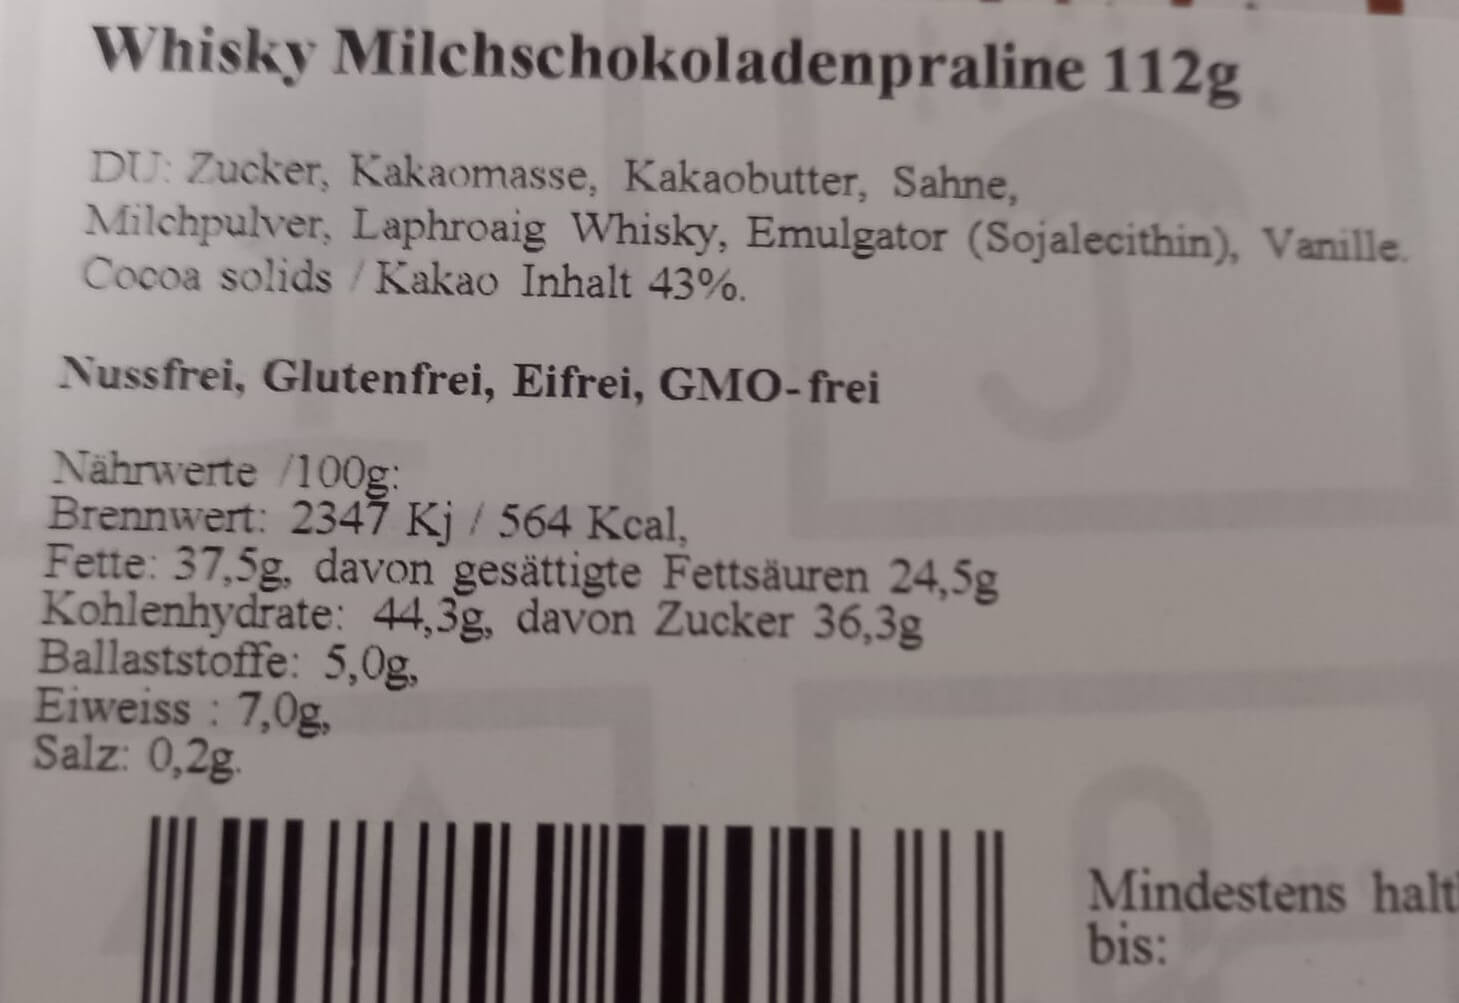 Whisky Milchschokoladenpraline 112g
DU: Zucker, Kakaomasse, Kakaobutter, Sahne,
Milchpulver, Laphroaig Whisky, Emulgator (Sojalecithin), Vanille.
Cocoa solids / Kakao Inhalt 43%.
Nussfrei, Glutenfrei, Eifrei, GMO-frei
Nährwerte /100g:
Brennwert: 2347 Kj / 564 Kcal,
Fette: 37,5g, davon gesättigte Fettsäuren 24,5g
Kohlenhydrate: 44,3g, davon Zucker 36,3g
Ballaststoffe: 5,0g,
Eiweiss : 7,0g,
Salz: 0,2g.
Mindestens halt
bis: